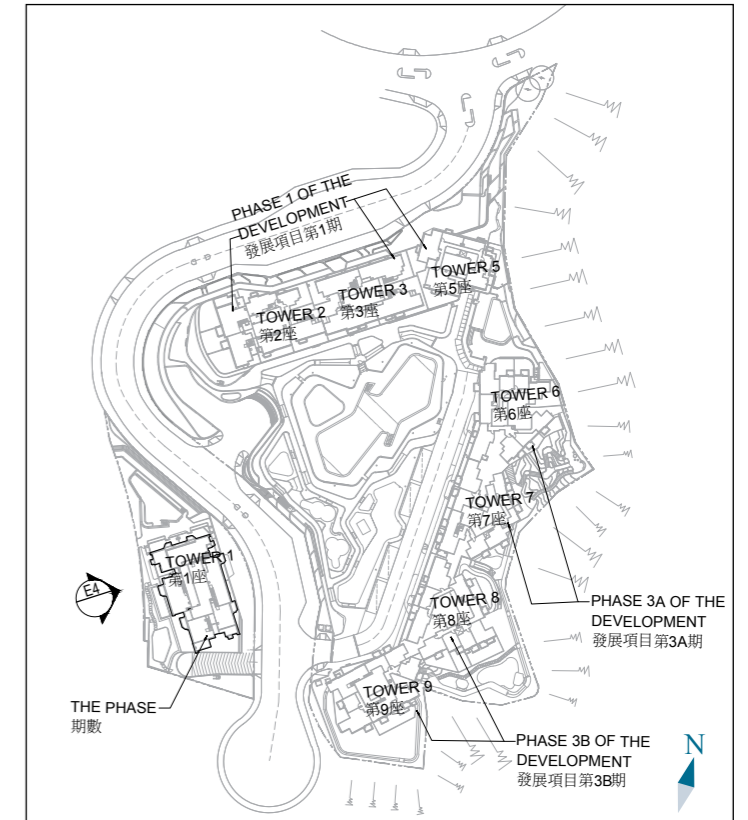 PHASE 1 OF THE
DEVELOPMENT
發展項目第1期
TOWER 5
第5座
TOWER 3
第3座
TOWER 2
第2座
TOWER 6
第6座
TOWER 7
第7座
TOWER 1
第1座
E4
TOWER 8
第8座
PHASE 3A OF THE
DEVELOPMENT
發展項目第3A期
TOWER 9
第9座
THE PHASE
期數
PHASE 3B OF THE
DEVELOPMENT
發展項目第3B期
N